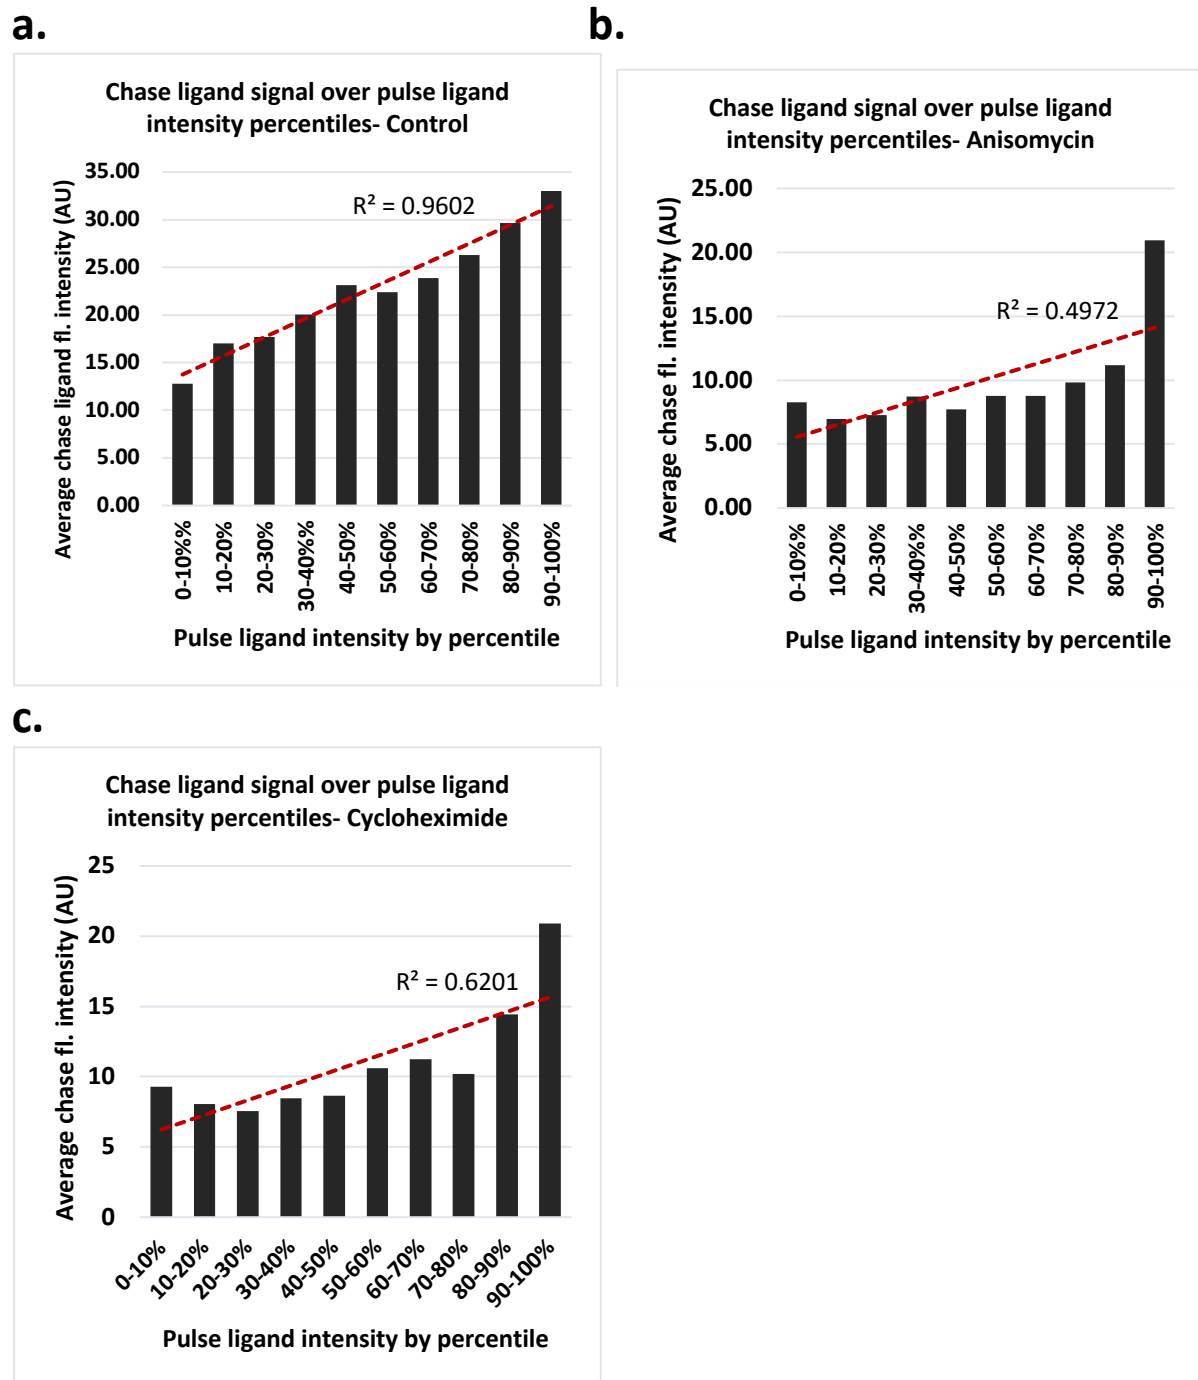 a.
Chase ligand signal over pulse ligand
intensity percentiles- Control
Average chase ligand fl. intensity (AU)
35.00
30.00
25.00
20.00
15.00
10.00
5.00
0.00
R² = 0.9602
0-10%%
10-20%
20-30%
30-40%%
40-50%
50-60%
60-70%
70-80%
80-90%
90-100%
Pulse ligand intensity by percentile
b.
Chase ligand signal over pulse ligand
intensity percentiles- Anisomycin
Average chase fl. intensity (AU)
25.00
20.00
15.00
10.00
5.00
0.00
R² = 0.4972
0-10%%
10-20%
20-30%
30-40%%
40-50%
50-60%
60-70%
70-80%
80-90%
90-100%
Pulse ligand intensity by percentile
c.
Chase ligand signal over pulse ligand
intensity percentiles- Cycloheximide
Average chase fl. intensity (AU)
25
20
15
10
5
0
R² = 0.6201
0-10%
10-20%
20-30%
30-40%
40-50%
50-60%
60-70%
70-80%
80-90%
90-100%
Pulse ligand intensity by percentile